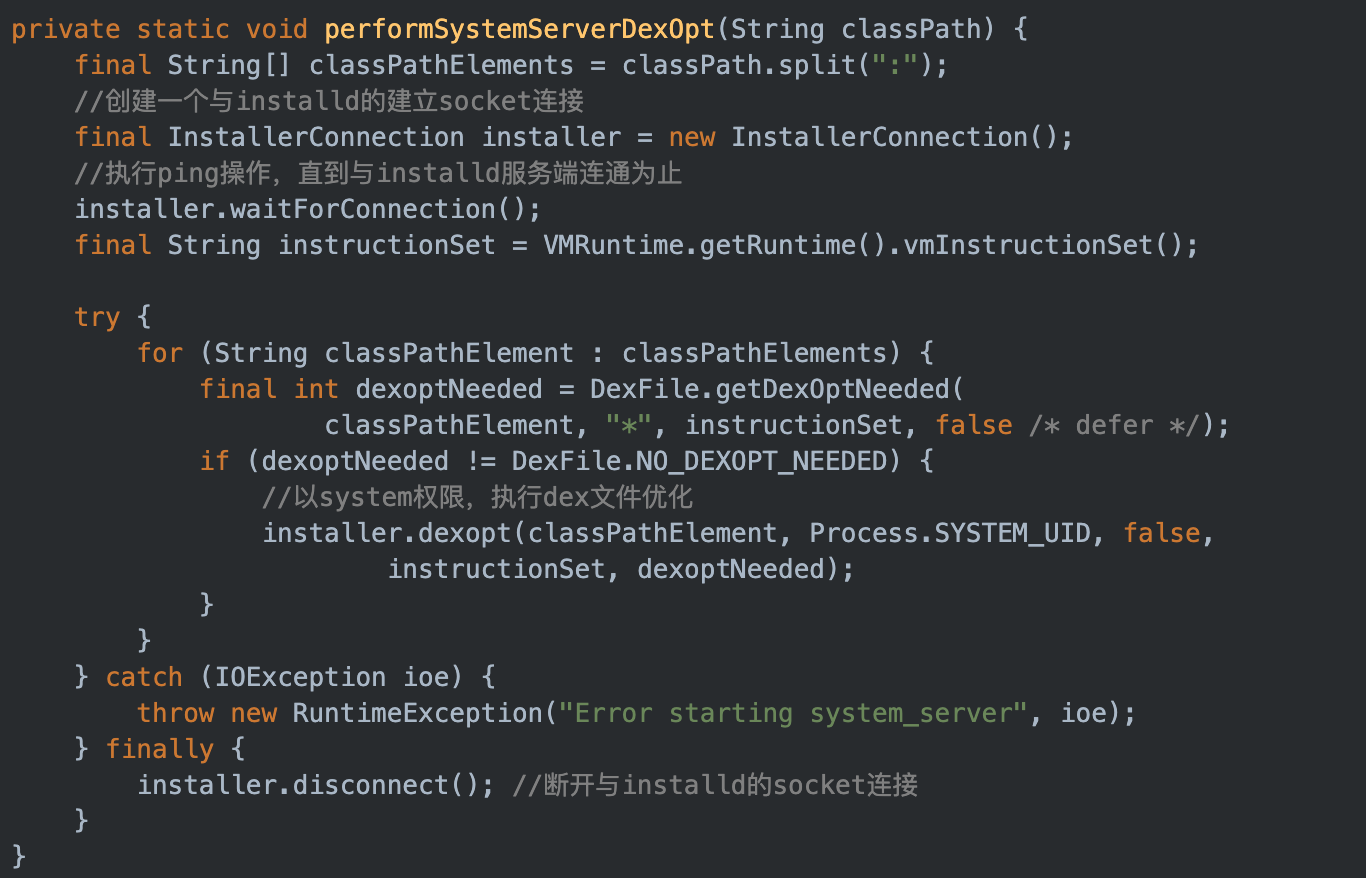 private static void performSystemServerDexOpt(String classPath) {
    final String[] classPathElements = classPath.split(":");
    //创建一个与installd的建立socket连接
    final InstallerConnection installer = new InstallerConnection();
    //执行ping操作，直到与installd服务端连通为止
    installer.waitForConnection();
    final String instructionSet = VMRuntime.getRuntime().vmInstructionSet();

    try {
        for (String classPathElement : classPathElements) {
            final int dexoptNeeded = DexFile.getDexOptNeeded(
                    classPathElement, "*", instructionSet, false /* defer */);
            if (dexoptNeeded != DexFile.NO_DEXOPT_NEEDED) {
                //以system权限，执行dex文件优化
                installer.dexopt(classPathElement, Process.SYSTEM_UID, false,
                        instructionSet, dexoptNeeded);
            }
        }
    } catch (IOException ioe) {
        throw new RuntimeException("Error starting system_server", ioe);
    } finally {
        installer.disconnect(); //断开与installd的socket连接
    }
}